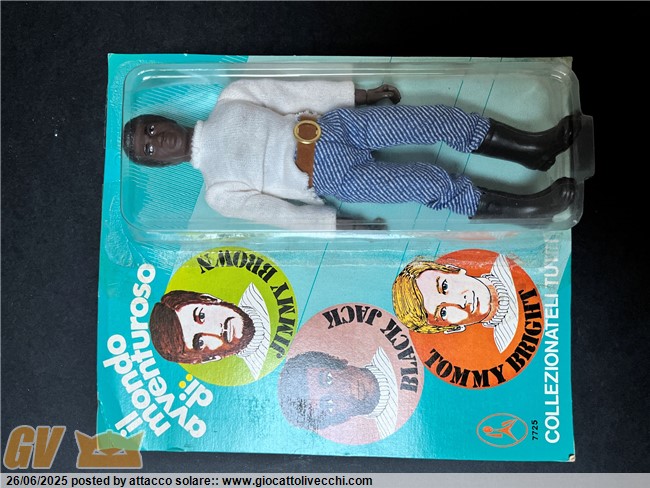 il
mondo
avventuroso
di...
JIMMY BROWN
BLACK JACK
TOMMY BRIGHT
7725
COLLEZIONATELI TUTTI
GV
26/06/2025 posted by attacco solare:: www.giocattolivecchi.com